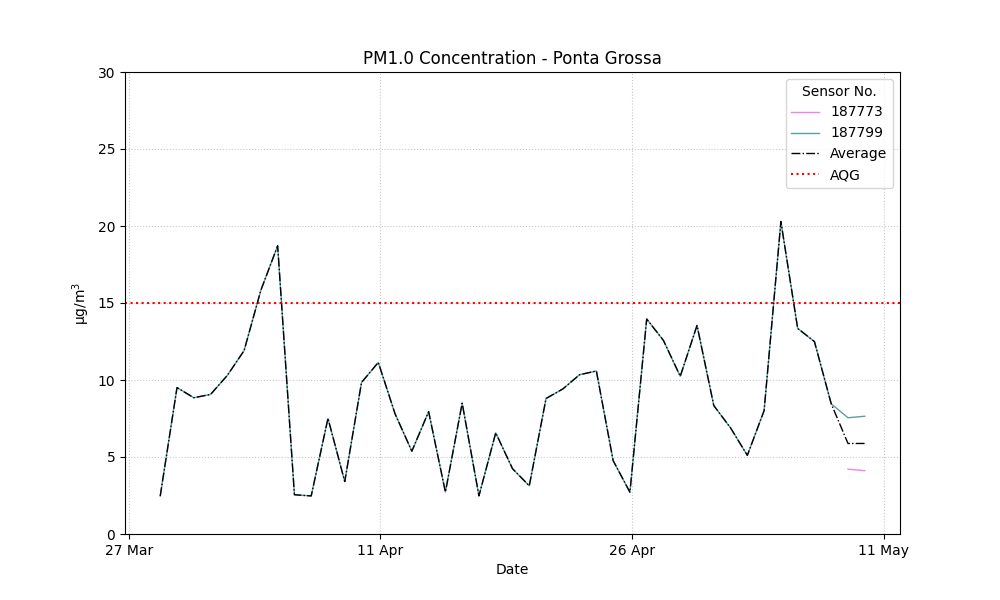 PM1.0 Concentration - Ponta Grossa
30
25
20
15
10
5
0
µg/m³
27 Mar
11 Apr
26 Apr
11 May
Date
Sensor No.
187773
187799
Average
AQG